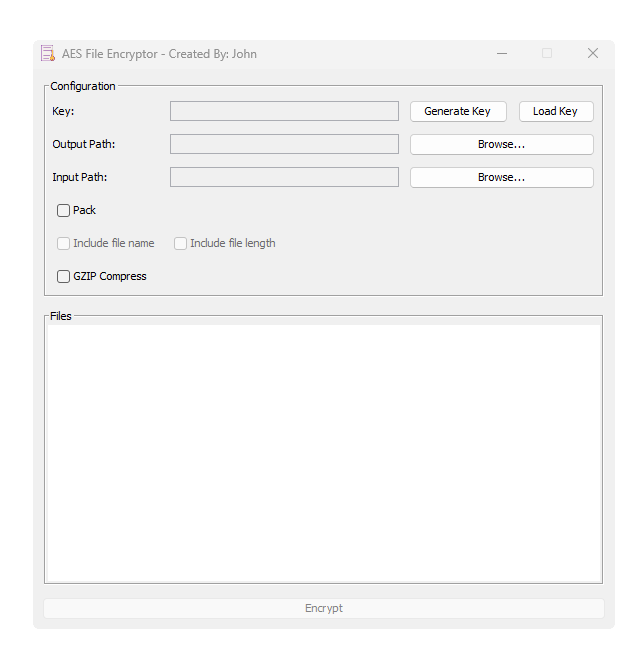 AES File Encryptor - Created By: John
Configuration
Key: Generate Key Load Key
Output Path: Browse...
Input Path: Browse...
Pack
Include file name Include file length
GZIP Compress
Files
Encrypt